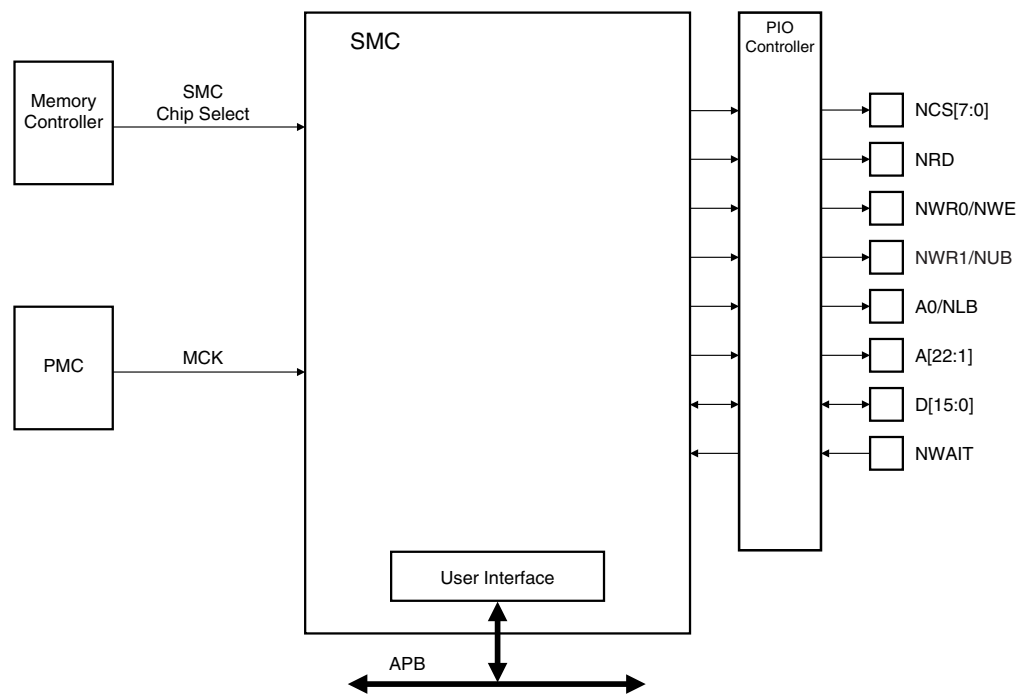 SMC
PIO
Controller
Memory
Controller
SMC
Chip Select
NCS[7:0]
NRD
NWR0/NWE
NWR1/NUB
A0/NLB
PMC
MCK
A[22:1]
D[15:0]
NWAIT
User Interface
APB